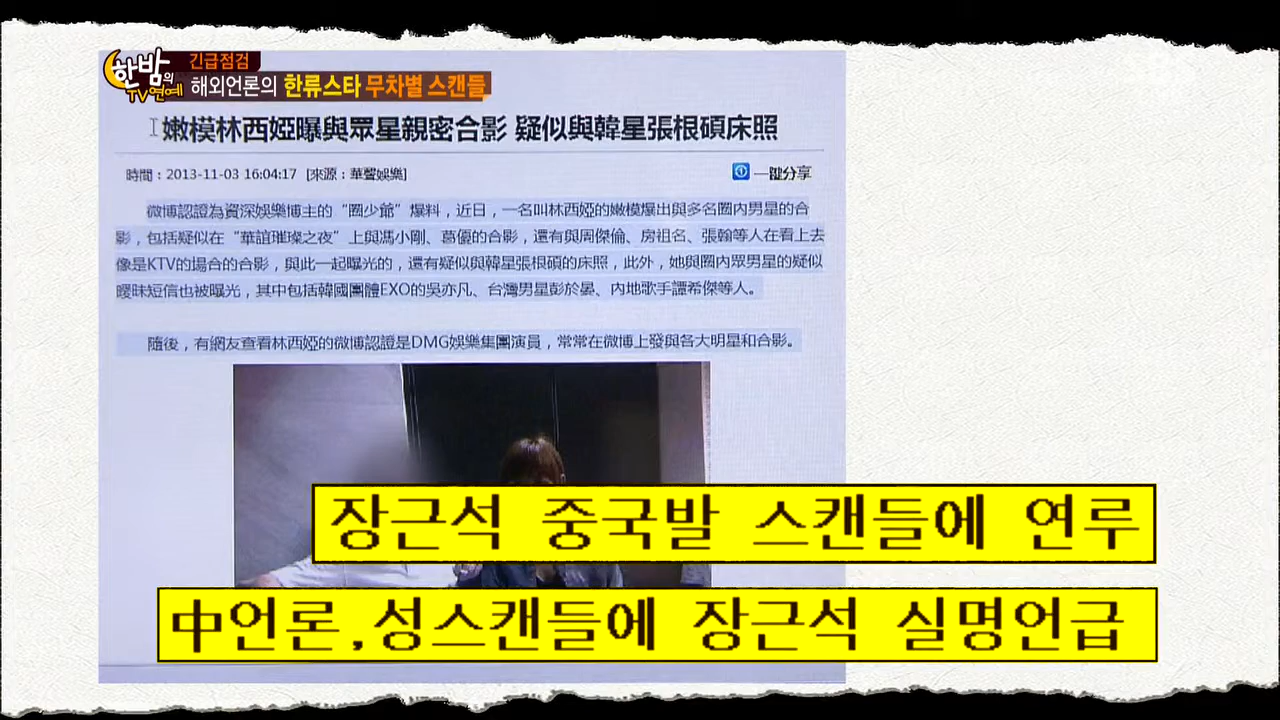 한밤의
TV연예
긴급점검
해외언론의 한류스타 무차별 스캔들
嫩模林西婭曝與眾星親密合影 疑似與韓星張根碩床照
時間：2013-11-03 16:04:17 [來源：華聲娛樂]
一鍵分享
微博認證為資深娛樂博主的“圈少爺”爆料，近日，一名叫林西婭的嫩模爆出與多名圈內男星的合
影，包括疑似在“華誼璀璨之夜”上與馮小剛、葛優的合影，還有與周傑倫、房祖名、張翰等人在看上去
像是KTV的場合的合影，與此一起曝光的，還有疑似與韓星張根碩的床照，此外，她與圈內眾男星的疑似
曖昧短信也被曝光，其中包括韓國團體EXO的吳亦凡、台灣男星彭於晏、內地歌手譚希傑等人。
隨後，有網友查看林西婭的微博認證是DMG娛樂集團演員，常常在微博上發與各大明星和合影。
장근석 중국발 스캔들에 연루
中언론,성스캔들에 장근석 실명언급